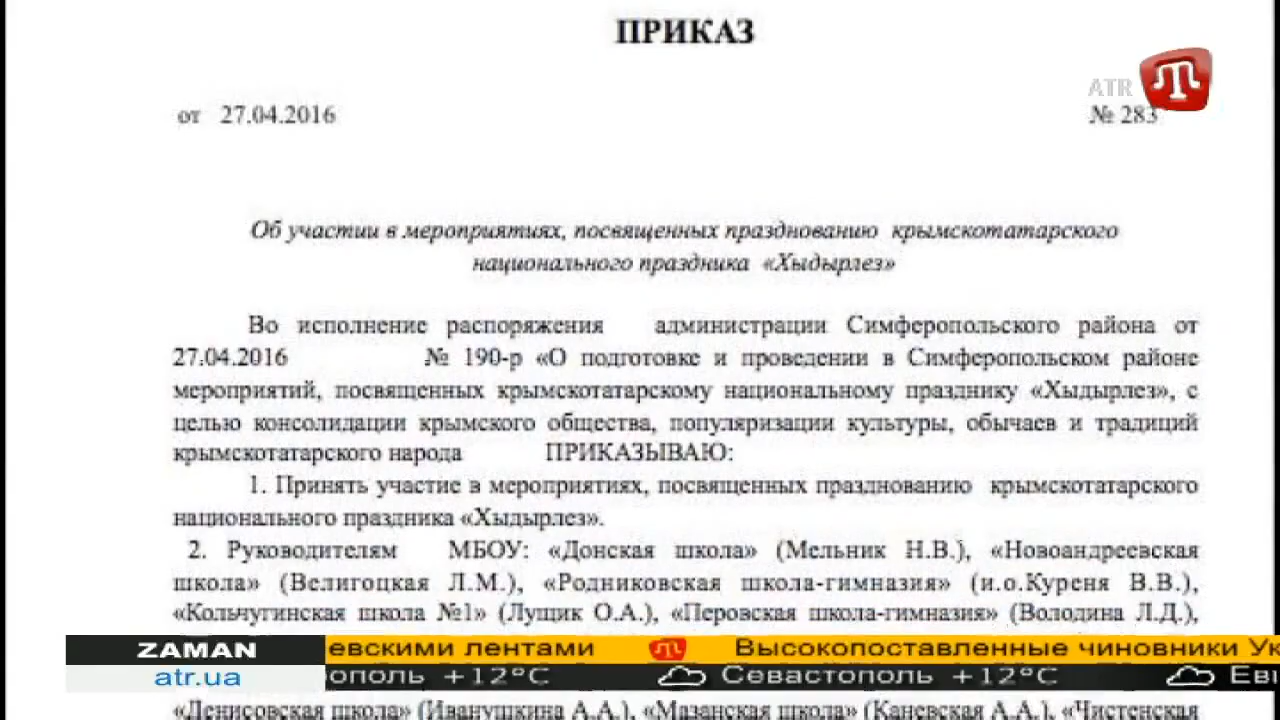 ПРИКАЗ
ATR
от 27.04.2016 № 283
Об участии в мероприятиях, посвященных празднованию крымскотатарского
национального праздника «Хыдырлез»
Во исполнение распоряжения администрации Симферопольского района от
27.04.2016 № 190-р «О подготовке и проведении в Симферопольском районе
мероприятий, посвященных крымскотатарскому национальному празднику «Хыдырлез», с
целью консолидации крымского общества, популяризации культуры, обычаев и традиций
крымскотатарского народа ПРИКАЗЫВАЮ:
1. Принять участие в мероприятиях, посвященных празднованию крымскотатарского
национального праздника «Хыдырлез».
2. Руководителям МБОУ: «Донская школа» (Мельник Н.В.), «Новоандреевская
школа» (Велигоцкая Л.М.), «Родниковская школа-гимназия» (и.о.Куреня В.В.),
«Кольчугинская школа №1» (Лущик О.А.), «Перовская школа-гимназия» (Володина Л.Д.),
ZAMAN евскими лентами Высокопоставленные чиновники Ук
atr.ua ополь +12°C Севастополь +12°C Еві
«Денисовская школа» (Иванушкина А.А.), «Мазанская школа» (Каневская А.А.), «Чистенская